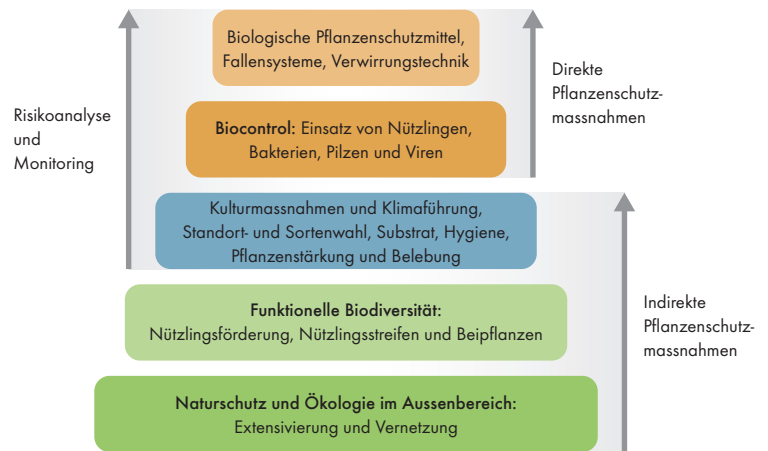 Biologische Pflanzenschutzmittel,
Fallensysteme, Verwirrungstechnik
Direkte
Pflanzenschutz-
massnahmen
Risikoanalyse
und
Monitoring
Biocontrol: Einsatz von Nützlingen,
Bakterien, Pilzen und Viren
Kulturmassnahmen und Klimaführung,
Standort- und Sortenwahl, Substrat, Hygiene,
Pflanzenstärkung und Belebung
Funktionelle Biodiversität:
Nützlingsförderung, Nützlingsstreifen und Beipflanzen
Indirekte
Pflanzenschutz-
massnahmen
Naturschutz und Ökologie im Aussenbereich:
Extensivierung und Vernetzung